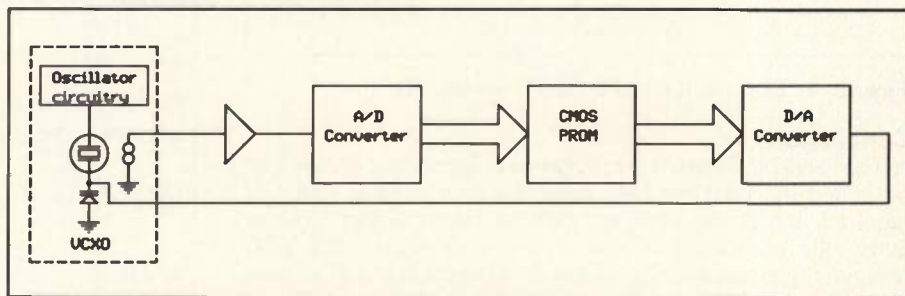 Oscillator
circuitry
A/D
Converter
CMOS
PROM
D/A
Converter
VCXO